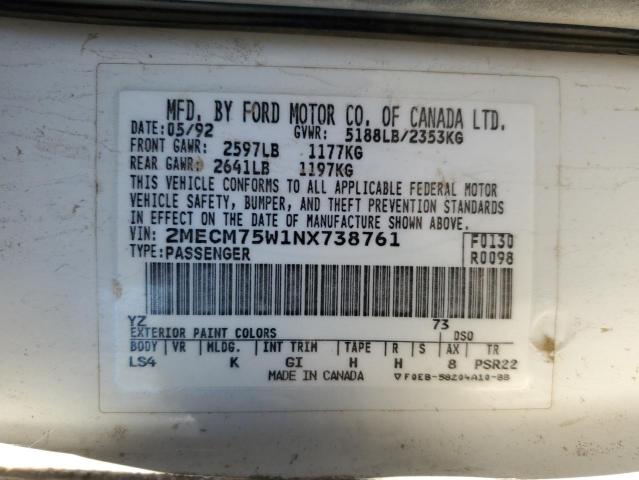 MFD. BY FORD MOTOR CO. OF CANADA LTD.
DATE: 05/92 GVWR: 5188LB/2353KG
FRONT GAWR: 2597LB 1177KG
REAR GAWR: 2641LB 1197KG
THIS VEHICLE CONFORMS TO ALL APPLICABLE FEDERAL MOTOR
VEHICLE SAFETY, BUMPER, AND THEFT PREVENTION STANDARDS
IN EFFECT ON THE DATE OF MANUFACTURE SHOWN ABOVE.
VIN: 2MECM75W1NX738761 F0130
TYPE: PASSENGER R0098
YZ 73
EXTERIOR PAINT COLORS DSO
BODY VR MLDG. INT TRIM TAPE R S AX TR
LS4 K GI H H 8 PSR22
MADE IN CANADA ▽F0EB-58204A10-BB